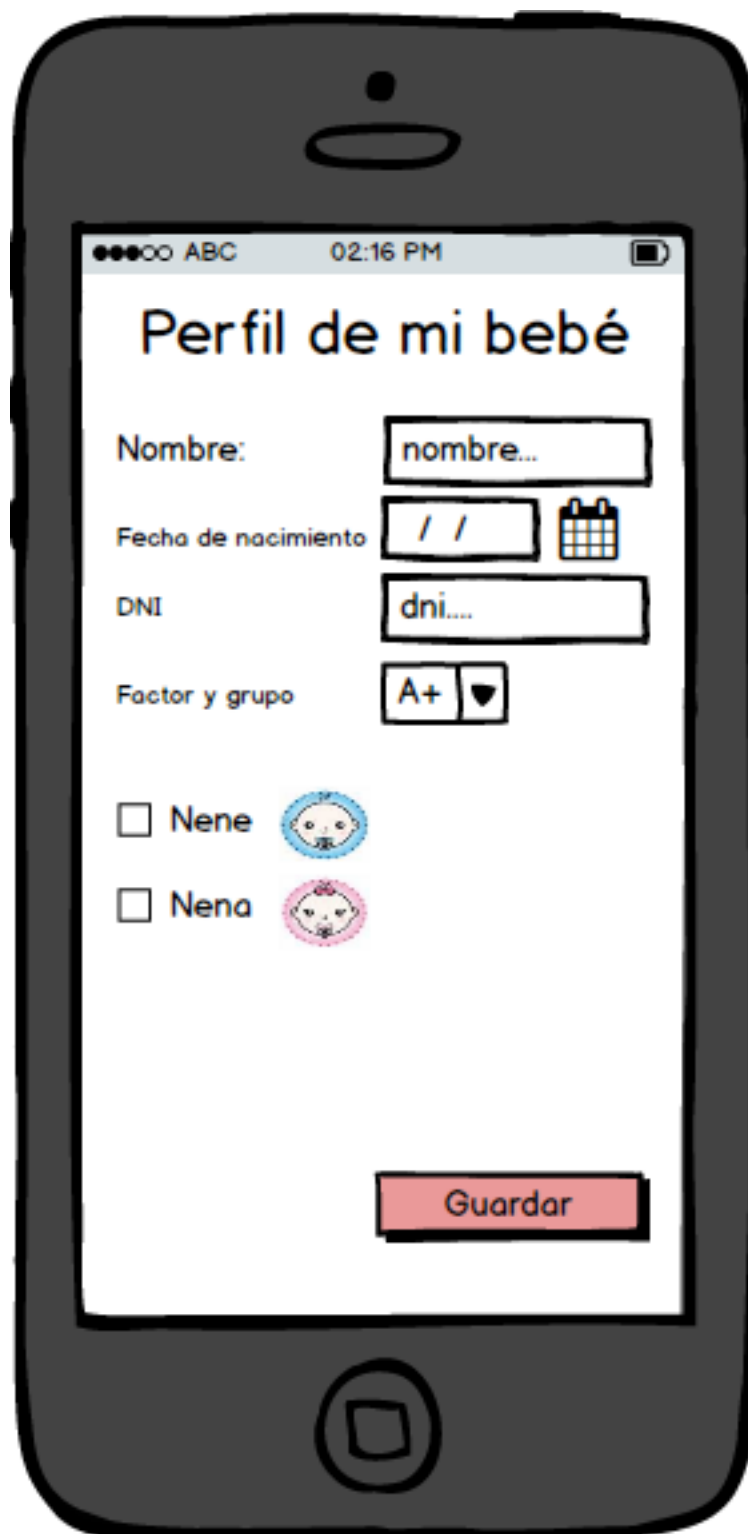 ABC 02:16 PM
Perfil de mi bebé
Nombre: nombre...
Fecha de nacimiento / /
DNI dni....
Factor y grupo A+
Nene
Nena
Guardar